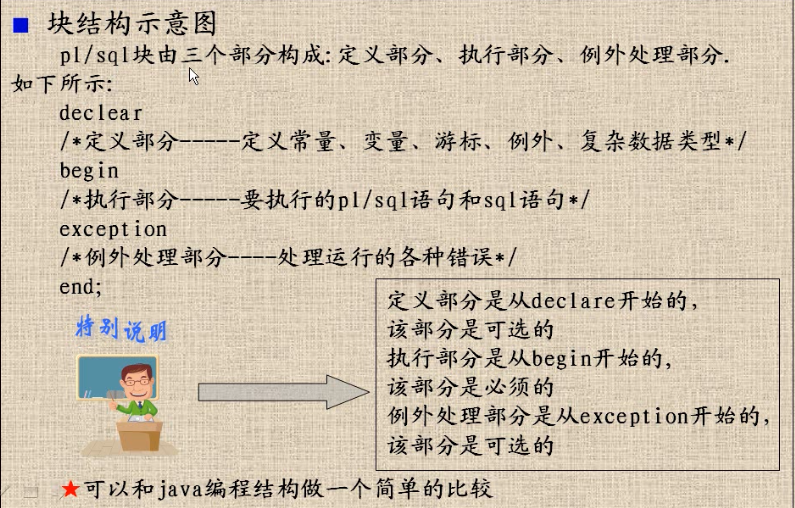 块结构示意图
pl/sql块由三个部分构成:定义部分、执行部分、例外处理部分.
如下所示:
declear
/*定义部分-----定义常量、变量、游标、例外、复杂数据类型*/
begin
/*执行部分-----要执行的pl/sql语句和sql语句*/
exception
/*例外处理部分----处理运行的各种错误*/
end;
特别说明
定义部分是从declare开始的,
该部分是可选的
执行部分是从begin开始的,
该部分是必须的
例外处理部分是从exception开始的,
该部分是可选的
★可以和java编程结构做一个简单的比较